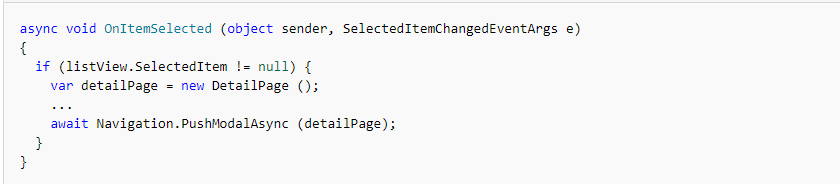 async void OnItemSelected (object sender, SelectedItemChangedEventArgs e)
{
  if (listView.SelectedItem != null) {
    var detailPage = new DetailPage ();
    ...
    await Navigation.PushModalAsync (detailPage);
  }
}